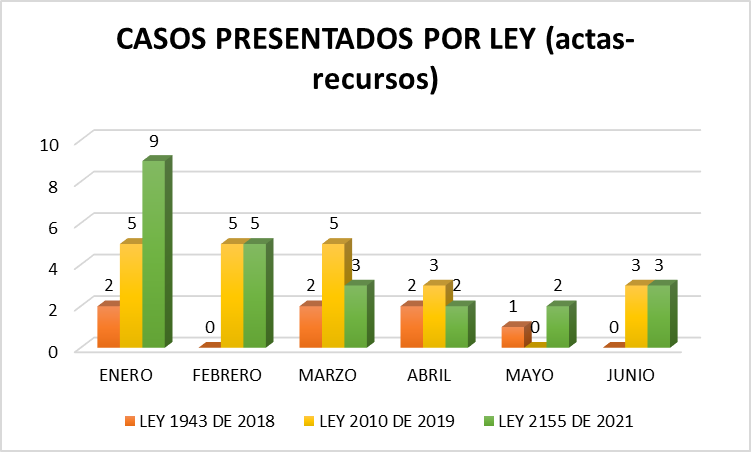 CASOS PRESENTADOS POR LEY (actas-
recursos)
10
8
6
4
2
0
2 5 9
0 5 5
2 5 3
2 3 2
1 0 2
0 3 3
ENERO FEBRERO MARZO ABRIL MAYO JUNIO
LEY 1943 DE 2018 LEY 2010 DE 2019 LEY 2155 DE 2021